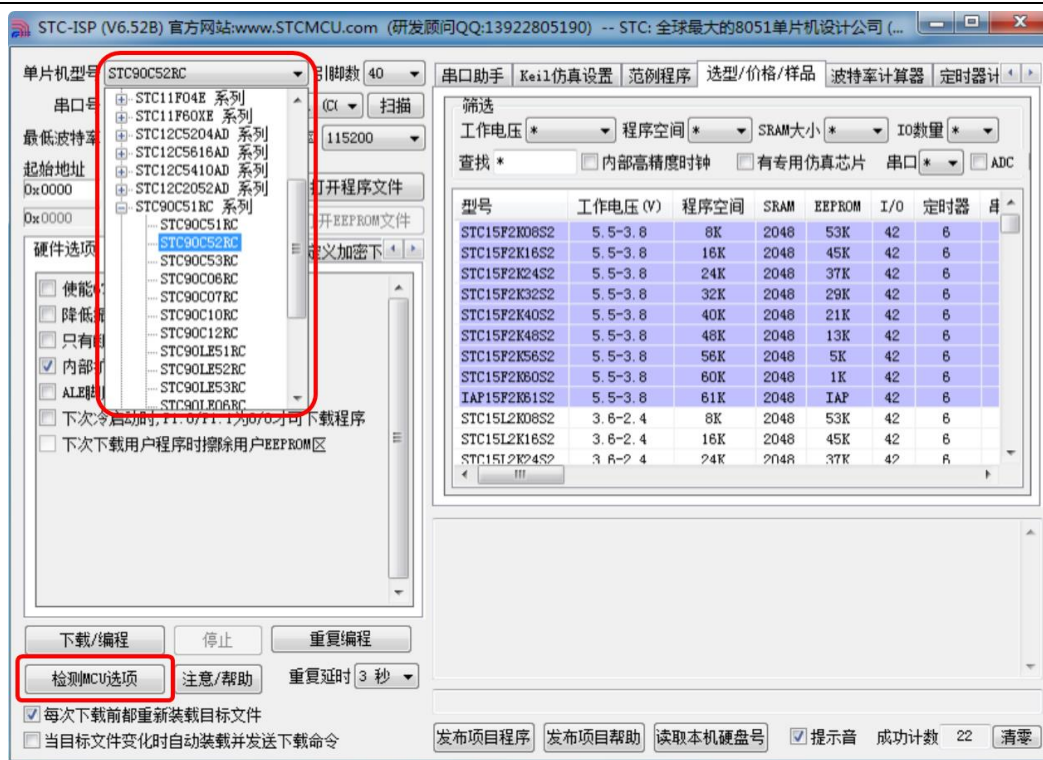 STC-ISP (V6.52B) 官方网站:www.STCMCU.com (研发顾问QQ:13922805190) -- STC: 全球最大的8051单片机设计公司 (...
单片机型号 STC90C52RC 引脚数 40
串口号 扫描
最低波特率 115200
起始地址
0x0000 打开程序文件
0x0000 打开EEPROM文件
STC11F04E 系列
STC11F60XE 系列
STC12C5204AD 系列
STC12C5616AD 系列
STC12C5410AD 系列
STC12C2052AD 系列
STC90C51RC 系列
STC90C51RC
STC90C52RC
STC90C53RC
STC90C06RC
STC90C07RC
STC90C10RC
STC90C12RC
STC90LE51RC
STC90LE52RC
STC90LE53RC
STC90LE06RC
硬件选项 定义加密下
使能
降低
只有
内部扩
ALE脚
下次冷启动时,P1.0/P1.1为0/0才可下载程序
下次下载用户程序时擦除用户EEPROM区
下载/编程 停止 重复编程
检测MCU选项 注意/帮助 重复延时 3 秒
每次下载前都重新装载目标文件
当目标文件变化时自动装载并发送下载命令
串口助手 Keil仿真设置 范例程序 选型/价格/样品 波特率计算器 定时器计
筛选
工作电压 * 程序空间 * SRAM大小 * IO数量 *
查找 * 内部高精度时钟 有专用仿真芯片 串口 * ADC
型号 工作电压(V) 程序空间 SRAM EEPROM I/O 定时器 串
STC15F2K08S2 5.5-3.8 8K 2048 53K 42 6
STC15F2K16S2 5.5-3.8 16K 2048 45K 42 6
STC15F2K24S2 5.5-3.8 24K 2048 37K 42 6
STC15F2K32S2 5.5-3.8 32K 2048 29K 42 6
STC15F2K40S2 5.5-3.8 40K 2048 21K 42 6
STC15F2K48S2 5.5-3.8 48K 2048 13K 42 6
STC15F2K56S2 5.5-3.8 56K 2048 5K 42 6
STC15F2K60S2 5.5-3.8 60K 2048 1K 42 6
IAP15F2K61S2 5.5-3.8 61K 2048 IAP 42 6
STC15L2K08S2 3.6-2.4 8K 2048 53K 42 6
STC15L2K16S2 3.6-2.4 16K 2048 45K 42 6
STC15L2K24S2 3.6-2.4 24K 2048 37K 42 6
发布项目程序 发布项目帮助 读取本机硬盘号 提示音 成功计数 22 清零